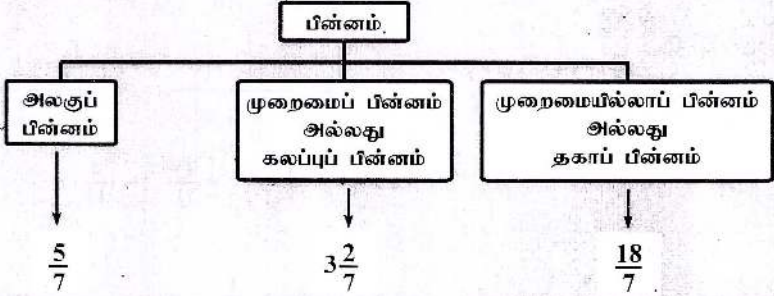 பின்னம்
அலகுப்
பின்னம்
முறைமைப் பின்னம்
அல்லது
கலப்புப் பின்னம்
முறைமையில்லாப் பின்னம்
அல்லது
தகாப் பின்னம்
5/7
3 2/7
18/7